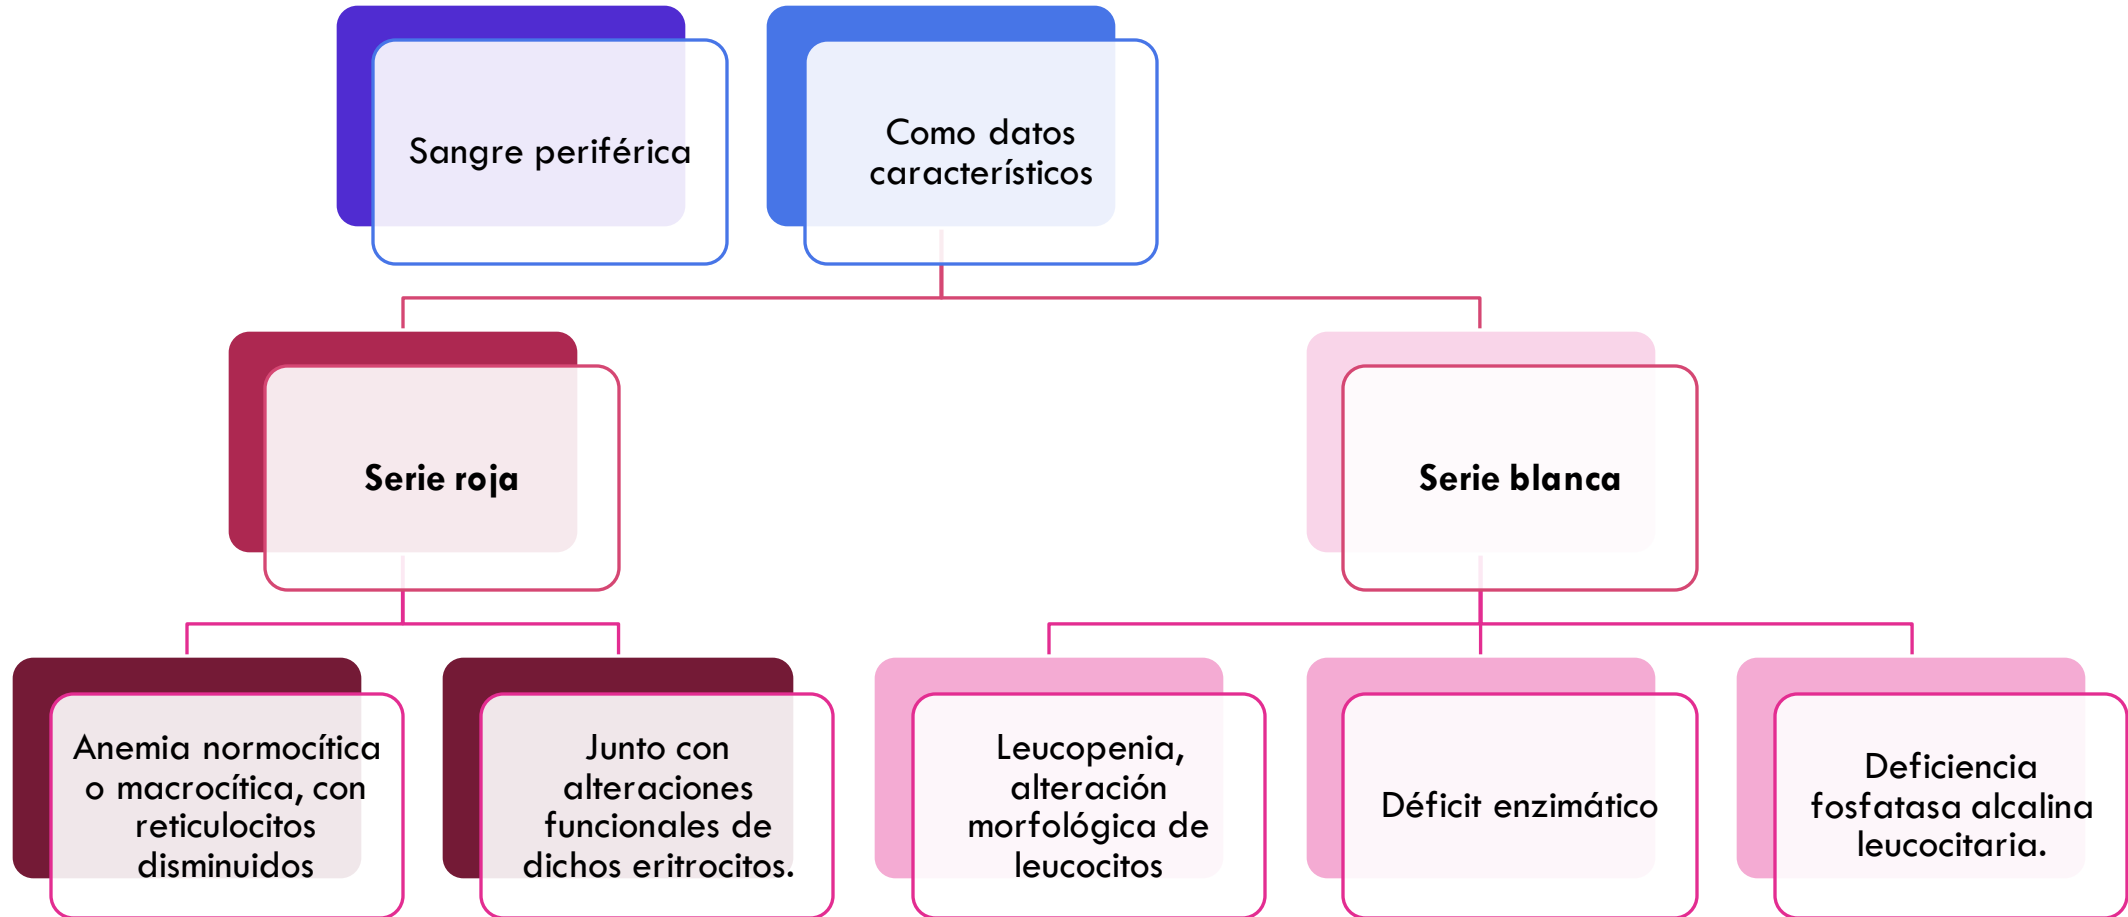 Sangre periférica
Como datos
característicos
Serie roja
Serie blanca
Anemia normocítica
o macrocítica, con
reticulocitos
disminuidos
Junto con
alteraciones
funcionales de
dichos eritrocitos.
Leucopenia,
alteración
morfológica de
leucocitos
Déficit enzimático
Deficiencia
fosfatasa alcalina
leucocitaria.